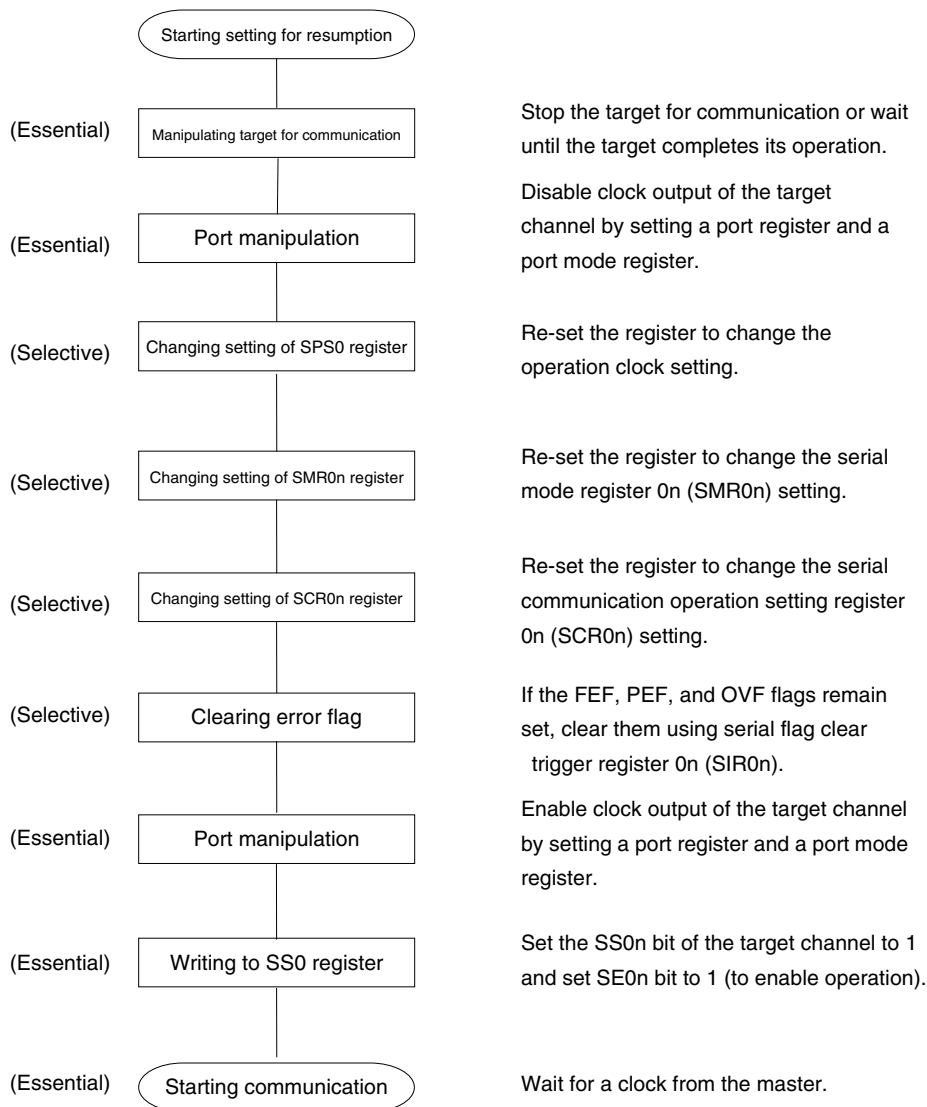 Starting setting for resumption
(Essential)
Manipulating target for communication
Stop the target for communication or wait
until the target completes its operation.
(Essential)
Port manipulation
Disable clock output of the target
channel by setting a port register and a
port mode register.
(Selective)
Changing setting of SPS0 register
Re-set the register to change the
operation clock setting.
(Selective)
Changing setting of SMR0n register
Re-set the register to change the serial
mode register 0n (SMR0n) setting.
(Selective)
Changing setting of SCR0n register
Re-set the register to change the serial
communication operation setting register
0n (SCR0n) setting.
(Selective)
Clearing error flag
If the FEF, PEF, and OVF flags remain
set, clear them using serial flag clear
trigger register 0n (SIR0n).
(Essential)
Port manipulation
Enable clock output of the target channel
by setting a port register and a port mode
register.
(Essential)
Writing to SS0 register
Set the SS0n bit of the target channel to 1
and set SE0n bit to 1 (to enable operation).
(Essential)
Starting communication
Wait for a clock from the master.